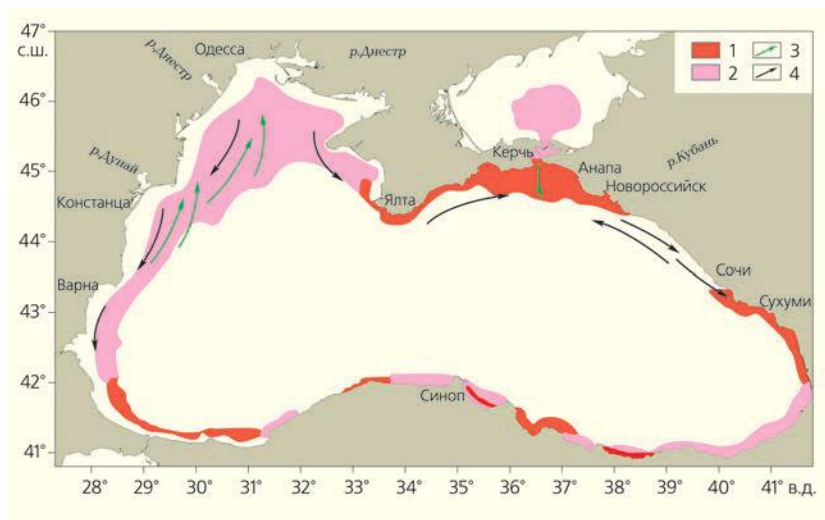 47°
с.ш.
46°
45°
44°
43°
42°
41°
р.Днестр
Одесса
р.Днестр
1
3
2
4
р.Дунай
Керчь
р.Кубань
Анапа
Новороссийск
Констанца
Ялта
Варна
Сочи
Сухуми
Синоп
28° 29° 30° 31° 32° 33° 34° 35° 36° 37° 38° 39° 40° 41° в.д.